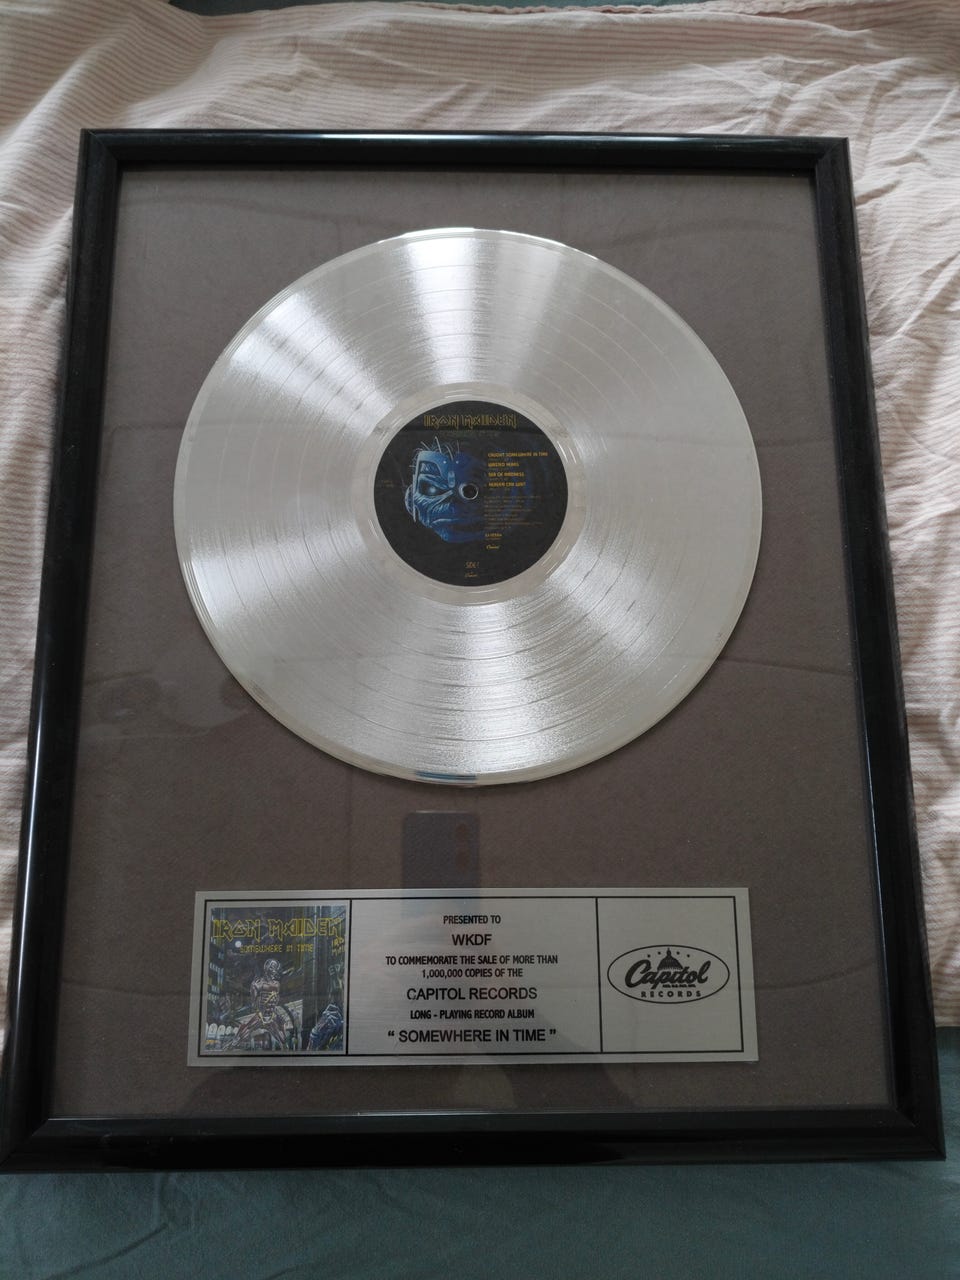 IRON MAIDEN
CAUGHT SOMEWHERE IN TIME
WASTED YEARS
SEA OF MADNESS
HEAVEN CAN WAIT
Capitol
SIDE 1
Capitol
IRON MAIDEN
SOMEWHERE IN TIME
PRESENTED TO
WKDF
TO COMMEMORATE THE SALE OF MORE THAN
1,000,000 COPIES OF THE
CAPITOL RECORDS
LONG - PLAYING RECORD ALBUM
“ SOMEWHERE IN TIME ”
Capitol
RECORDS